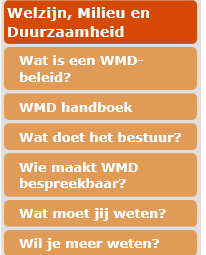 Welzijn, Milieu en
Duurzaamheid
Wat is een WMD-
beleid?
WMD handboek
Wat doet het bestuur?
Wie maakt WMD
bespreekbaar?
Wat moet jij weten?
Wil je meer weten?